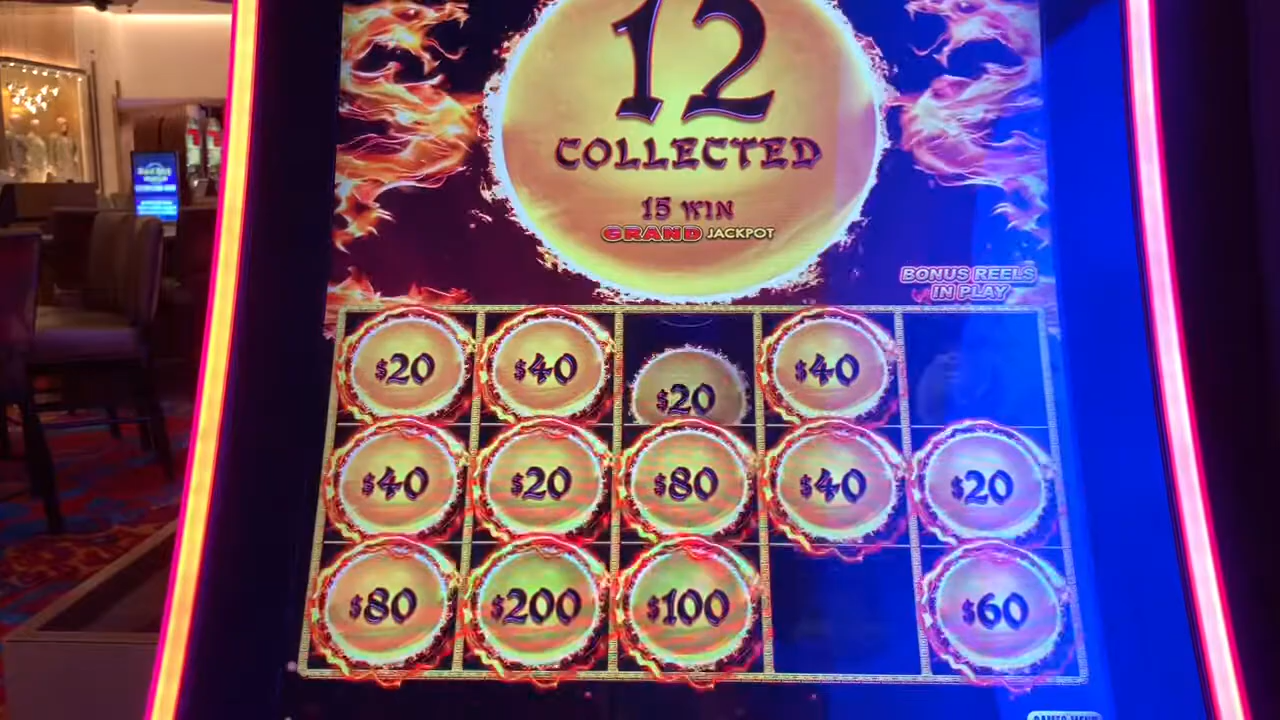 12
COLLECTED
15 WIN
GRAND JACKPOT
BONUS REELS
IN PLAY
$20 $40 $20 $40
$40 $20 $80 $40 $20
$80 $200 $100 $60